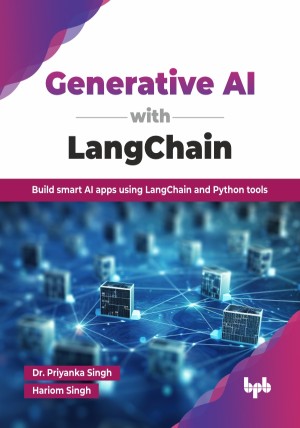 Generative AI
with
LangChain
Build smart AI apps using LangChain and Python tools
Dr. Priyanka Singh
Hariom Singh
bpb